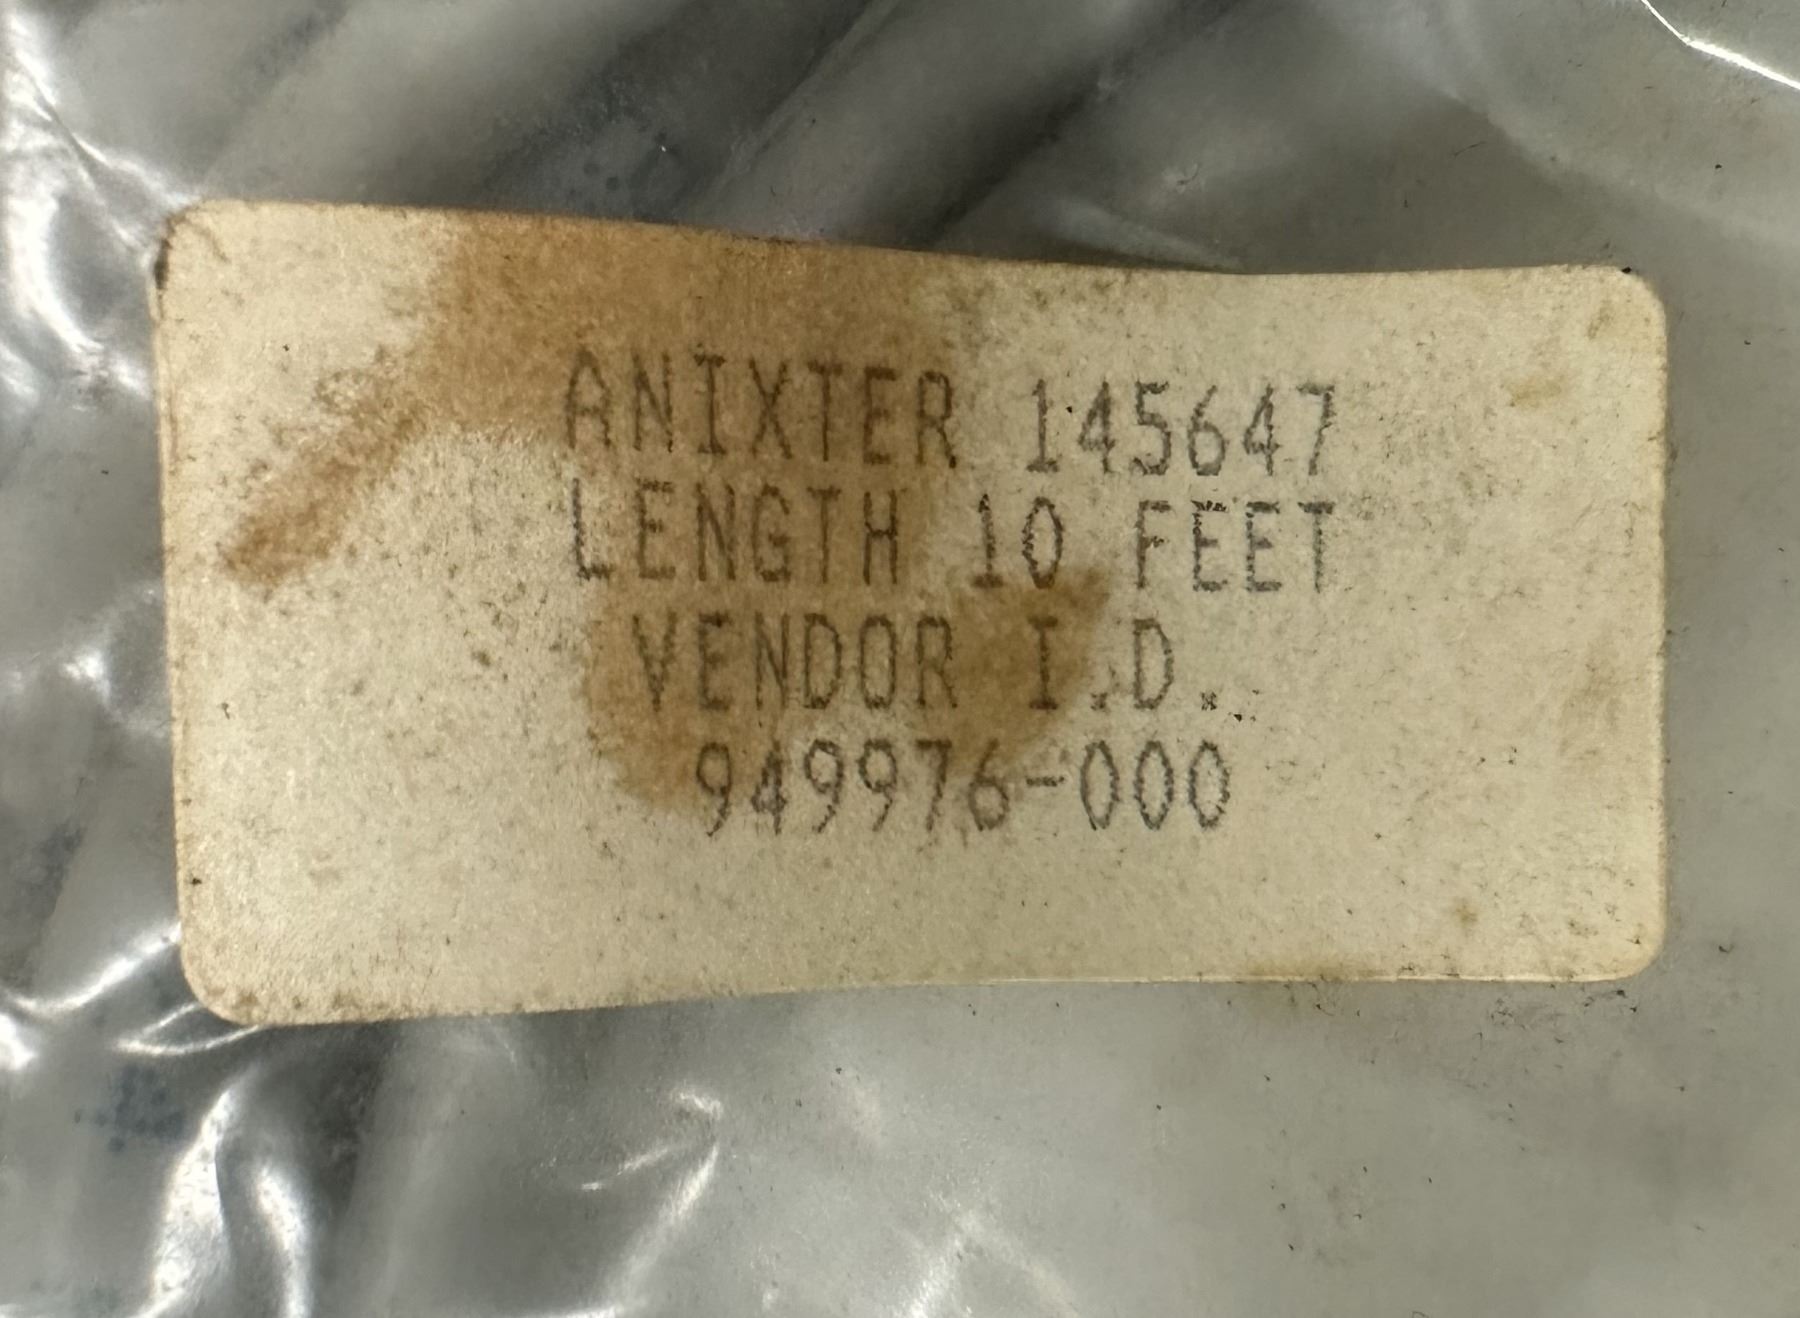 ANIXTER 145647
LENGTH 10 FEET
VENDOR I.D.
949976-000